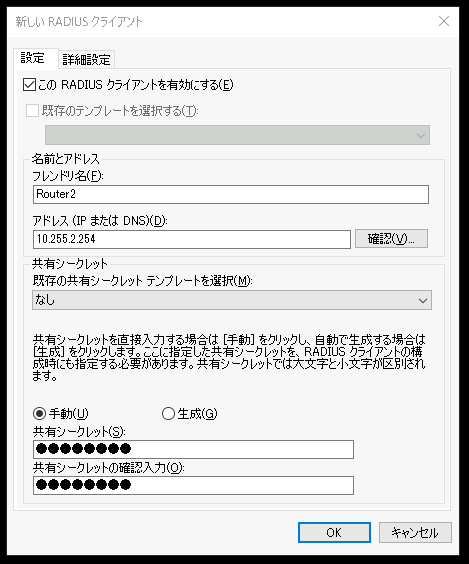 新しい RADIUS クライアント
設定
詳細設定
この RADIUS クライアントを有効にする(E)
既存のテンプレートを選択する(T):
名前とアドレス
フレンドリ名(F):
Router2
アドレス (IP または DNS)(D):
10.255.2.254
確認(V)...
共有シークレット
既存の共有シークレット テンプレートを選択(M):
なし
共有シークレットを直接入力する場合は [手動] をクリックし、自動で生成する場合は
[生成] をクリックします。ここに指定した共有シークレットを、RADIUS クライアントの構
成時にも指定する必要があります。共有シークレットでは大文字と小文字が区別されま
す。
手動(U)
生成(G)
共有シークレット(S):
●●●●●●●●
共有シークレットの確認入力(O):
●●●●●●●●
OK
キャンセル